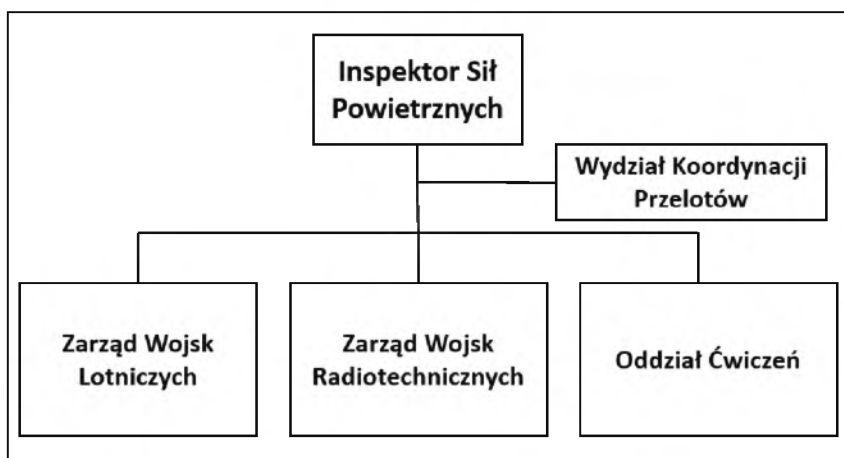 Inspektor Sił
Powietrznych
Wydział Koordynacji
Przelotów
Zarząd Wojsk
Lotniczych
Zarząd Wojsk
Radiotechnicznych
Oddział Ćwiczeń